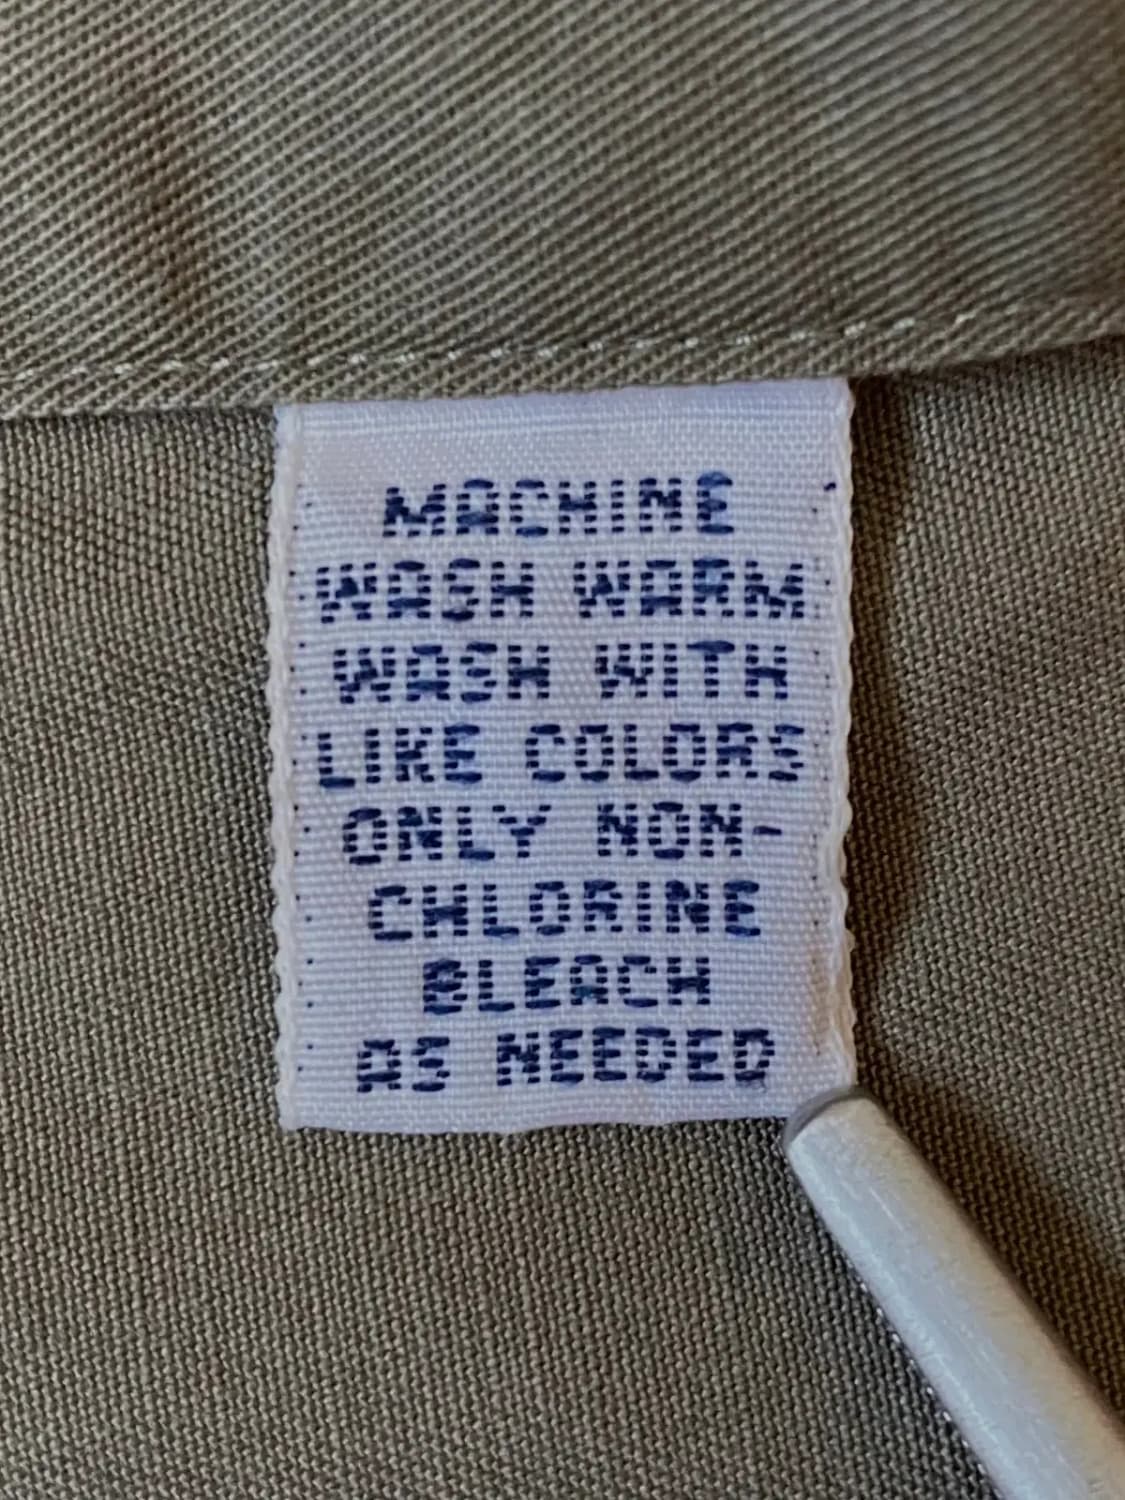 MACHINE
WASH WARM
WASH WITH
LIKE COLORS
ONLY NON-
CHLORINE
BLEACH
AS NEEDED